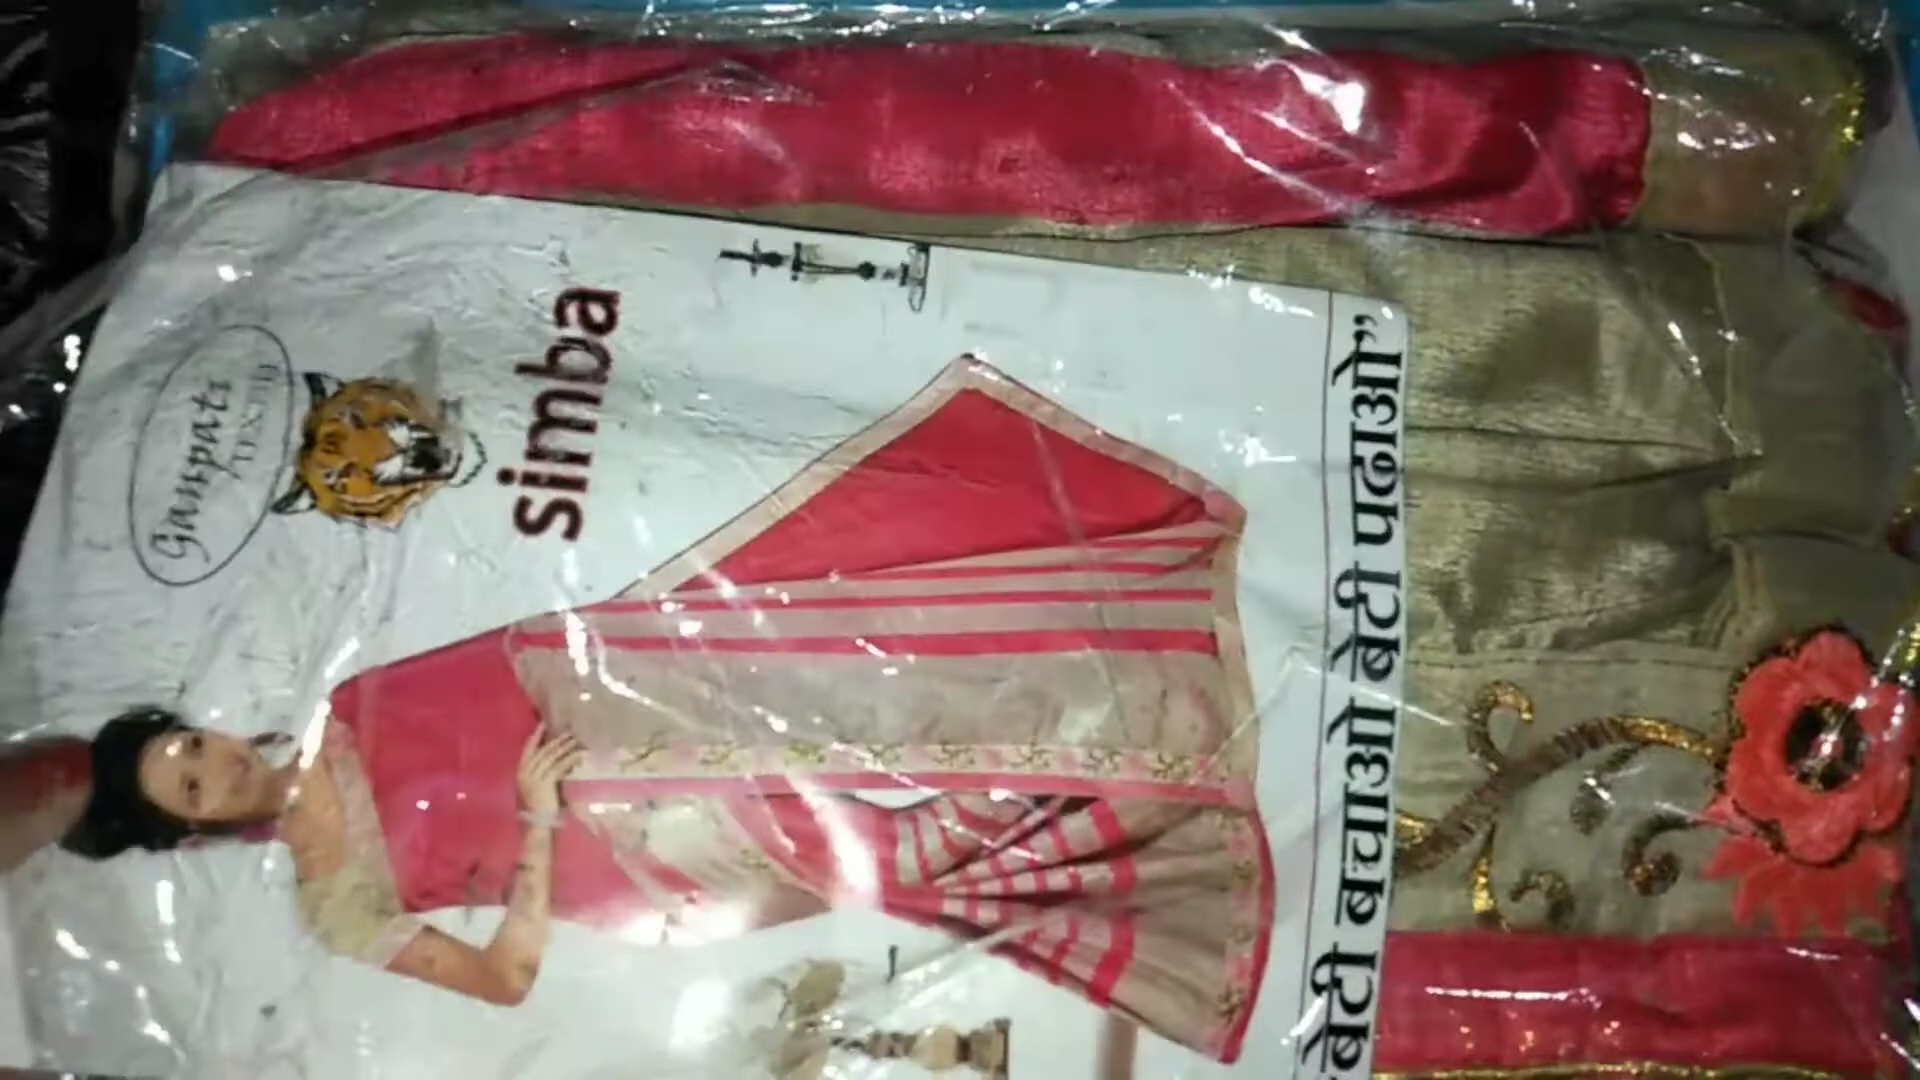 Ganpati
simba
बेटी बचाओ बेटी पढाओ”